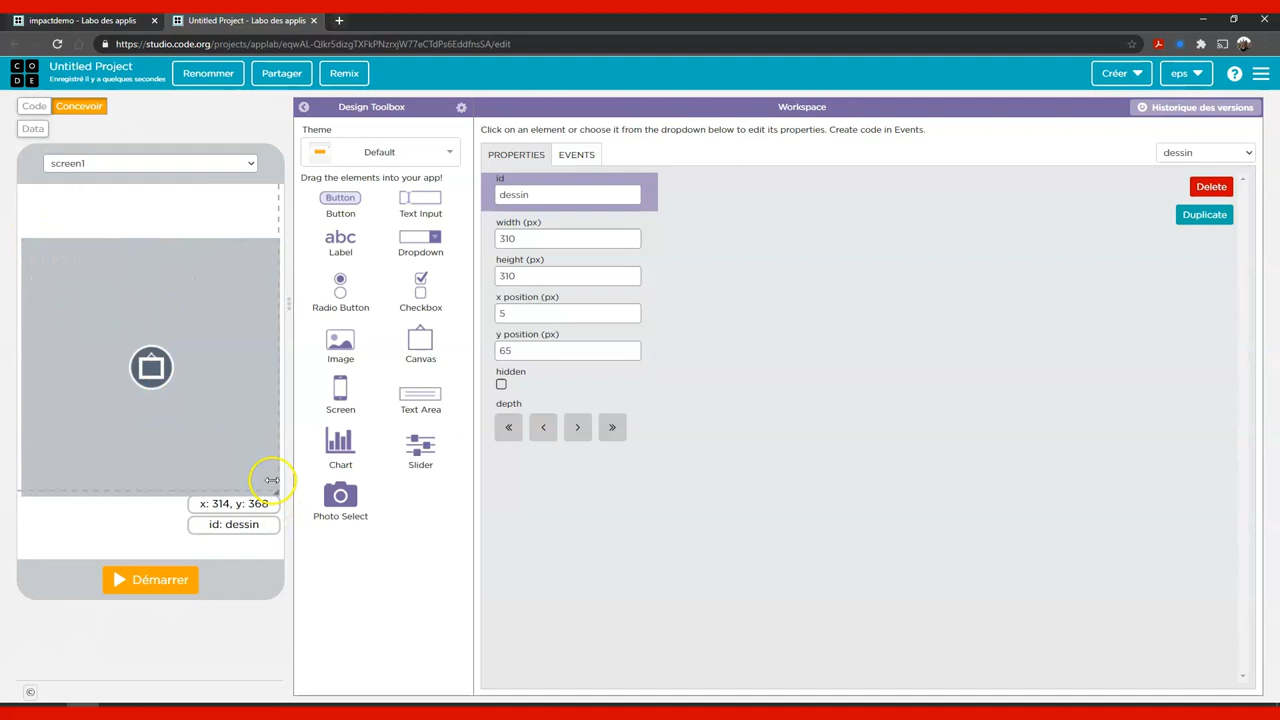 impactdemo - Labo des applis
Untitled Project - Labo des applis
https://studio.code.org/projects/applab/eqwAL-QIkr5dizgTXFkPNzrxjW77eCTdPs6EddfnsSA/edit
C O
D E
Untitled Project
Enregistré il y a quelques secondes
Renommer
Partager
Remix
Créer
eps
Code
Concevoir
Data
Design Toolbox
Workspace
Historique des versions
Theme
Default
Click on an element or choose it from the dropdown below to edit its properties. Create code in Events.
PROPERTIES
EVENTS
dessin
screen1
Drag the elements into your app!
Button
Button
Text Input
abc
Label
Dropdown
Radio Button
Checkbox
Image
Canvas
Screen
Text Area
Chart
Slider
Photo Select
id
dessin
width (px)
310
height (px)
310
x position (px)
5
y position (px)
65
hidden
depth
Delete
Duplicate
x: 314, y: 368
id: dessin
Démarrer
©